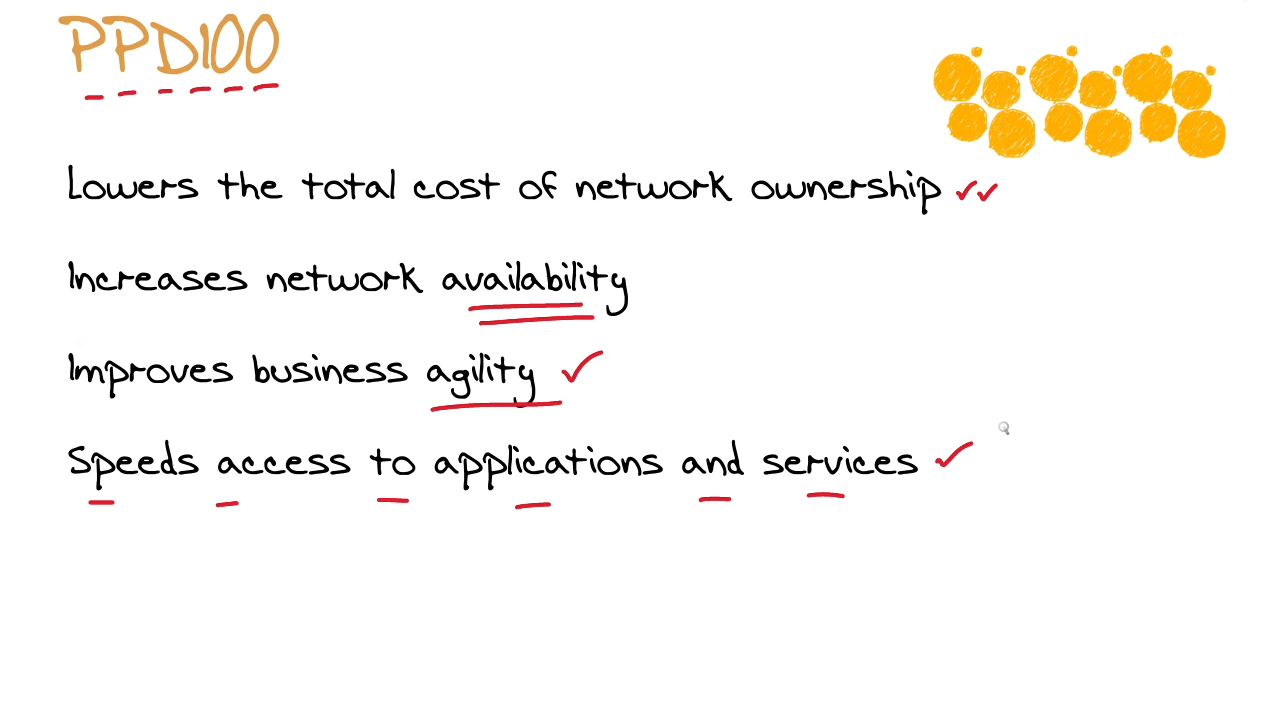 PPD100
Lowers the total cost of network ownership
Increases network availability
Improves business agility
Speeds access to applications and services